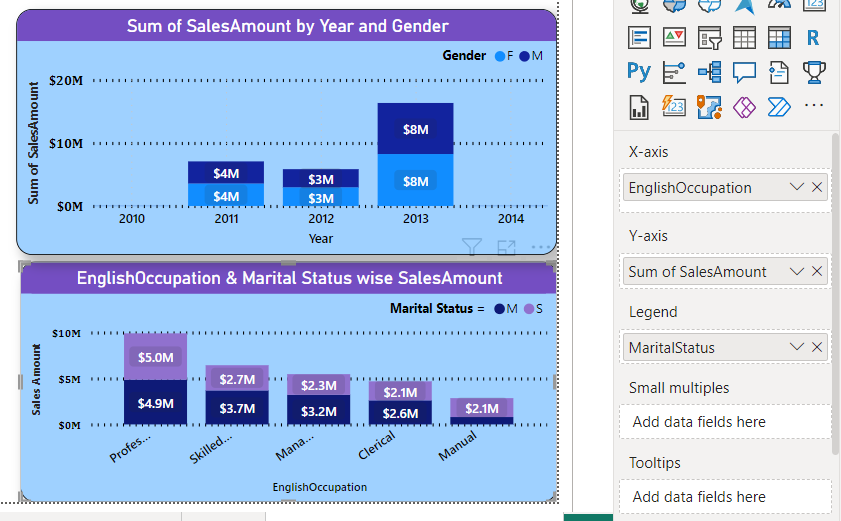 Sum of SalesAmount by Year and Gender
Gender F M
$20M
$10M
$0M
Sum of SalesAmount
$4M
$4M
$3M
$3M
$8M
$8M
2010 2011 2012 2013 2014
Year
EnglishOccupation & Marital Status wise SalesAmount
Marital Status = M S
$10M
$5M
$0M
Sales Amount
$5.0M
$4.9M
$2.7M
$3.7M
$2.3M
$3.2M
$2.1M
$2.6M
$2.1M
Profes... Skilled... Mana... Clerical Manual
EnglishOccupation
123
R
Py
123
...
X-axis
EnglishOccupation
Y-axis
Sum of SalesAmount
Legend
MaritalStatus
Small multiples
Add data fields here
Tooltips
Add data fields here